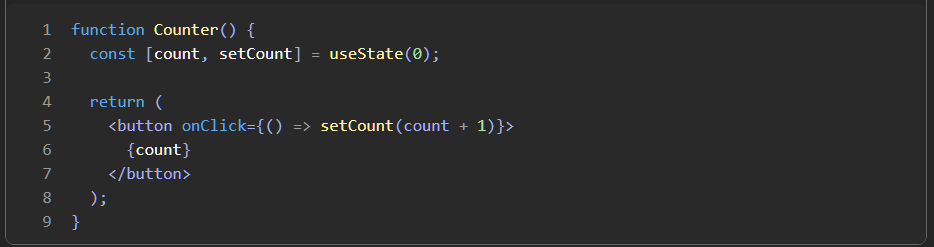 1 function Counter() {
2   const [count, setCount] = useState(0);
3
4   return (
5     <button onClick={() => setCount(count + 1)}>
6       {count}
7     </button>
8   );
9 }